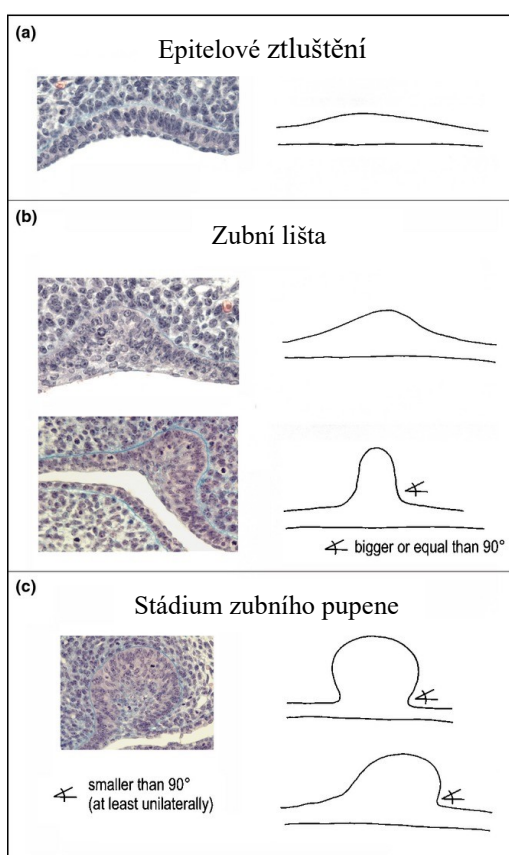 (a)
Epitelové ztluštění
(b)
Zubní lišta
bigger or equal than 90°
(c)
Stádium zubního pupene
smaller than 90°
(at least unilaterally)